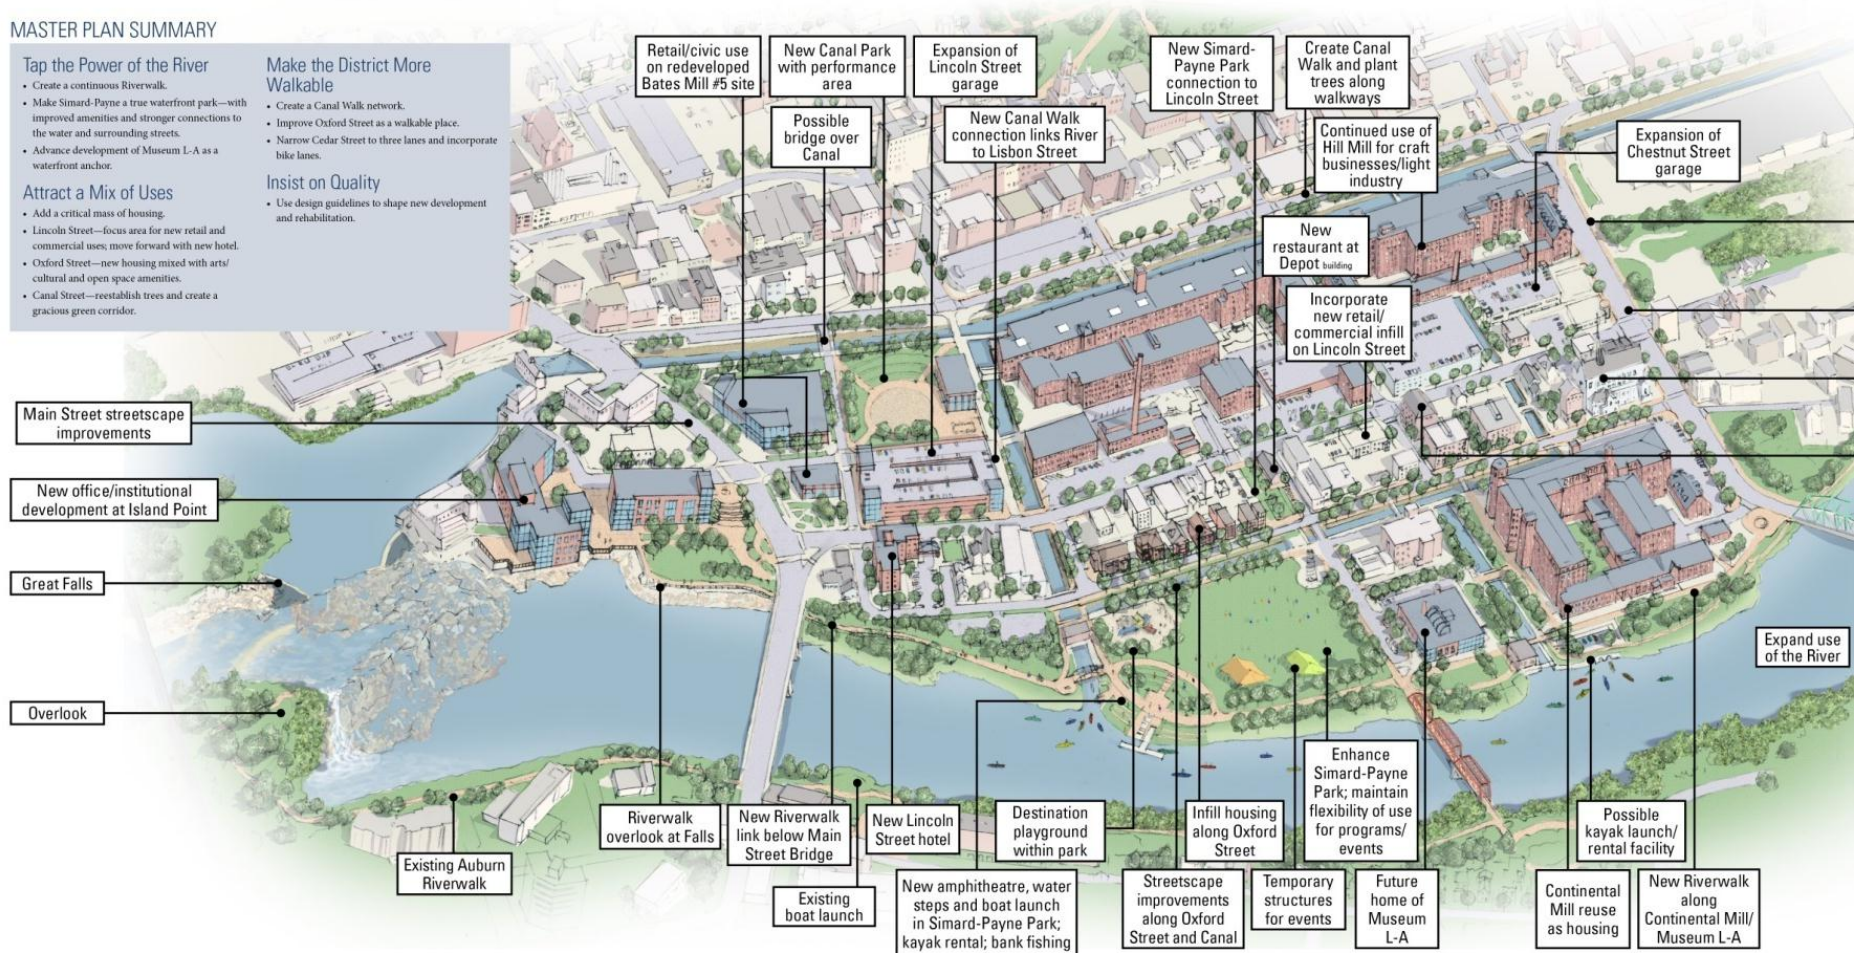 MASTER PLAN SUMMARY
Tap the Power of the River
• Create a continuous Riverwalk.
• Make Simard-Payne a true waterfront park—with
improved amenities and stronger connections to
the water and surrounding streets.
• Advance development of Museum L-A as a
waterfront anchor.
Attract a Mix of Uses
• Add a critical mass of housing.
• Lincoln Street—focus area for new retail and
commercial uses; move forward with new hotel.
• Oxford Street—new housing mixed with arts/
cultural and open space amenities.
• Canal Street—reestablish trees and create a
gracious green corridor.
Make the District More
Walkable
• Create a Canal Walk network.
• Improve Oxford Street as a walkable place.
• Narrow Cedar Street to three lanes and incorporate
bike lanes.
Insist on Quality
• Use design guidelines to shape new development
and rehabilitation.
Retail/civic use
on redeveloped
Bates Mill #5 site
New Canal Park
with performance
area
Expansion of
Lincoln Street
garage
New Simard-
Payne Park
connection to
Lincoln Street
Create Canal
Walk and plant
trees along
walkways
Possible
bridge over
Canal
New Canal Walk
connection links River
to Lisbon Street
Continued use of
Hill Mill for craft
businesses/light
industry
Expansion of
Chestnut Street
garage
New
restaurant at
Depot building
Incorporate
new retail/
commercial infill
on Lincoln Street
Main Street streetscape
improvements
New office/institutional
development at Island Point
Great Falls
Overlook
Expand use
of the River
Existing Auburn
Riverwalk
Riverwalk
overlook at Falls
New Riverwalk
link below Main
Street Bridge
Existing
boat launch
New Lincoln
Street hotel
New amphitheatre, water
steps and boat launch
in Simard-Payne Park;
kayak rental; bank fishing
Destination
playground
within park
Streetscape
improvements
along Oxford
Street and Canal
Infill housing
along Oxford
Street
Temporary
structures
for events
Enhance
Simard-Payne
Park; maintain
flexibility of use
for programs/
events
Future
home of
Museum
L-A
Continental
Mill reuse
as housing
Possible
kayak launch/
rental facility
New Riverwalk
along
Continental Mill/
Museum L-A